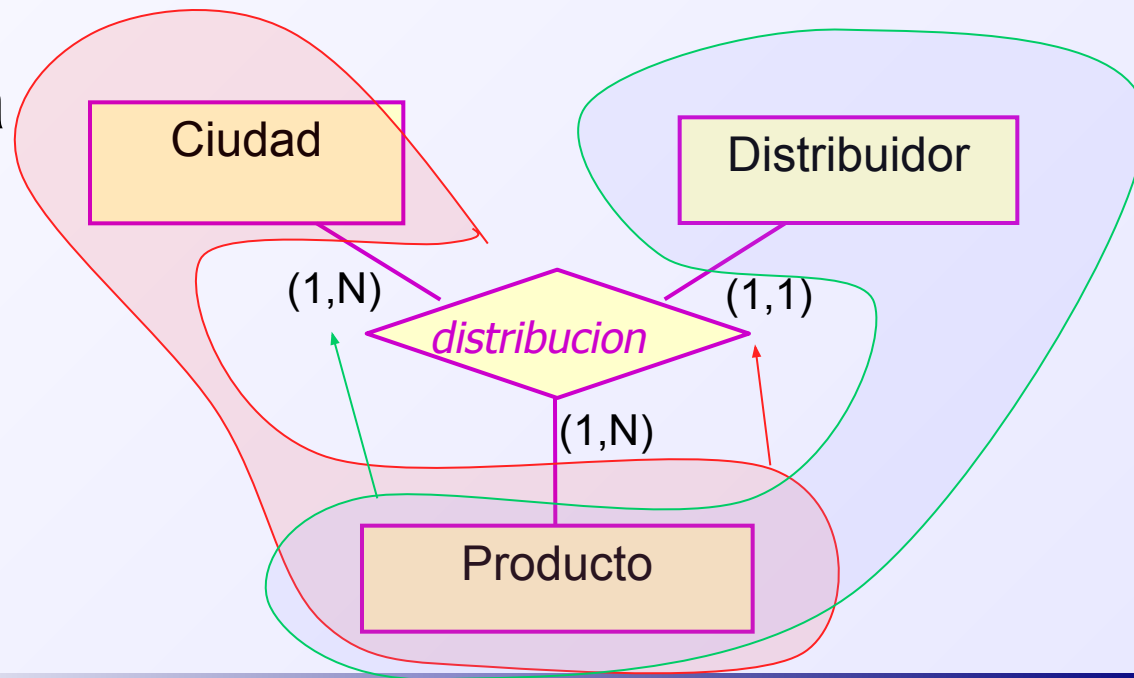 Ciudad
Distribuidor
(1,N)
(1,1)
distribucion
(1,N)
Producto